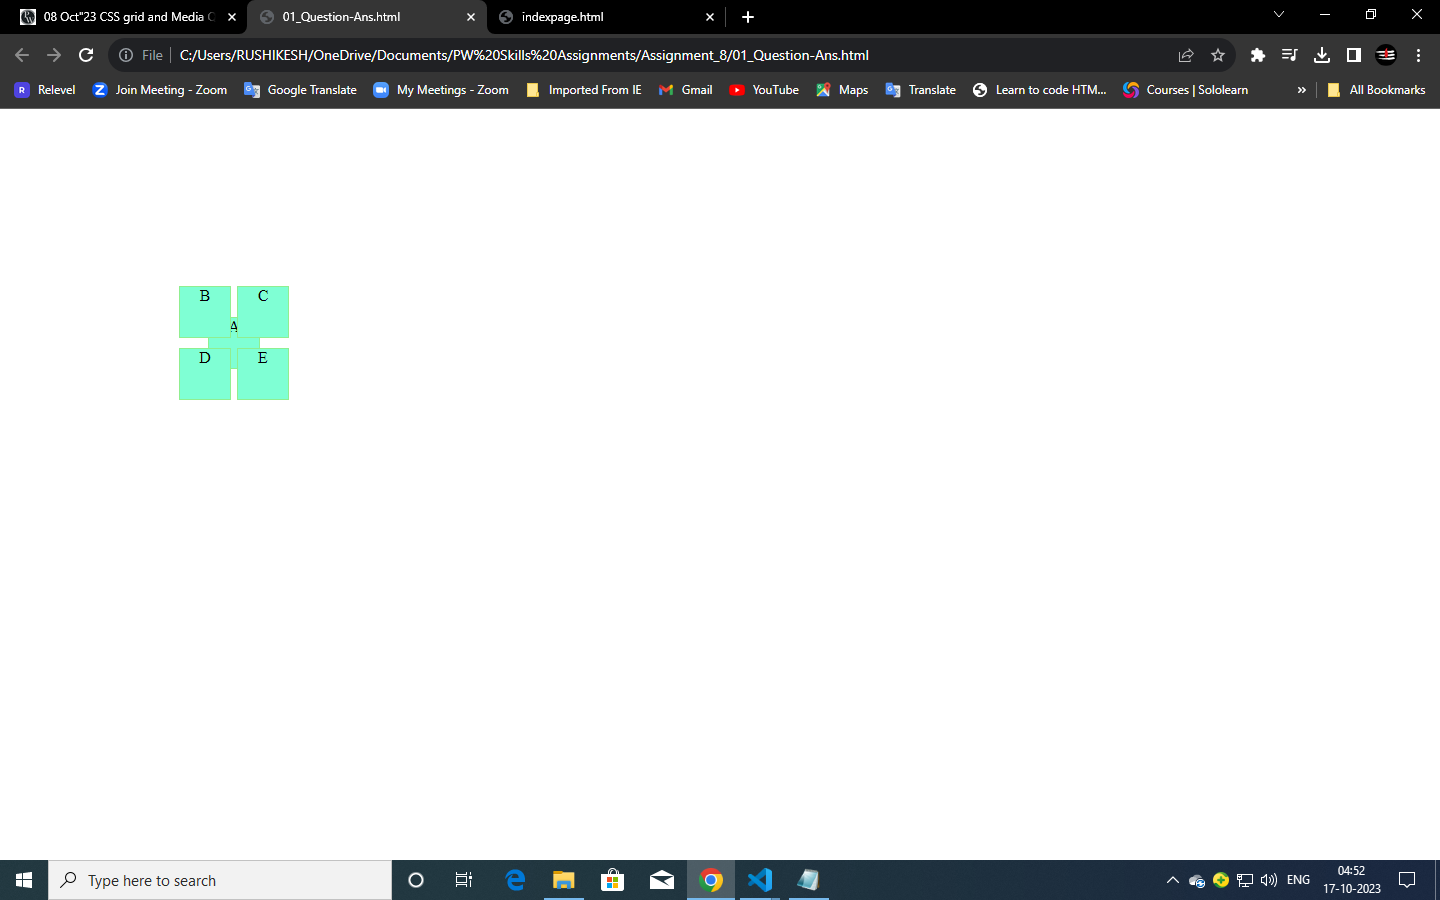 08 Oct"23 CSS grid and Media
01_Question-Ans.html
indexpage.html
File
C:/Users/RUSHIKESH/OneDrive/Documents/PW%20Skills%20Assignments/Assignment_8/01_Question-Ans.html
R Relevel
Z Join Meeting - Zoom
Google Translate
My Meetings - Zoom
Imported From IE
Gmail
YouTube
Maps
Translate
Learn to code HTM...
Courses | Sololearn
»
All Bookmarks
B C
A
D E
Type here to search
ENG
04:52
17-10-2023